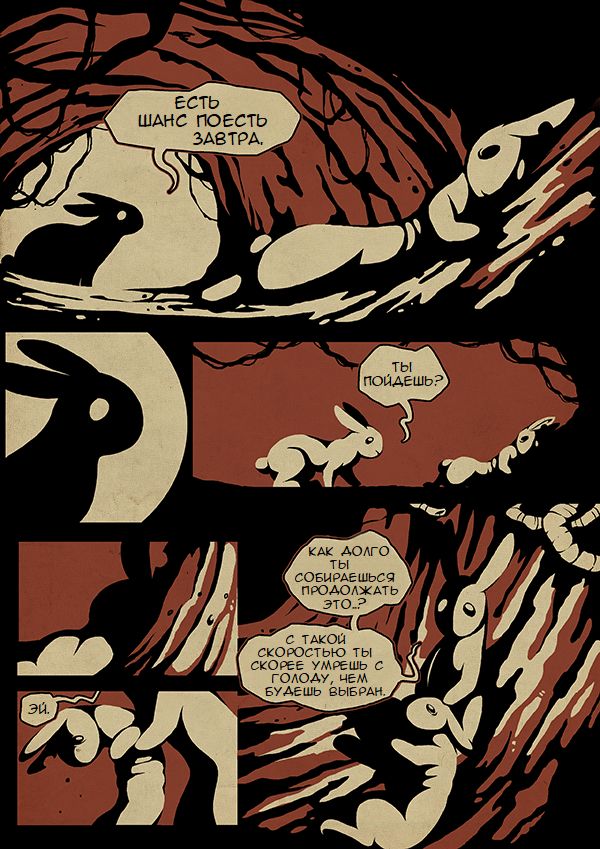 ЕСТЬ
ШАНС ПОЕСТЬ
ЗАВТРА.
ТЫ
ПОЙДЕШЬ?
КАК ДОЛГО
ТЫ
СОБИРАЕШЬСЯ
ПРОДОЛЖАТЬ
ЭТО..?
С ТАКОЙ
СКОРОСТЬЮ ТЫ
СКОРЕЕ УМРЕШЬ С
ГОЛОДУ, ЧЕМ
БУДЕШЬ ВЫБРАН.
ЭЙ.